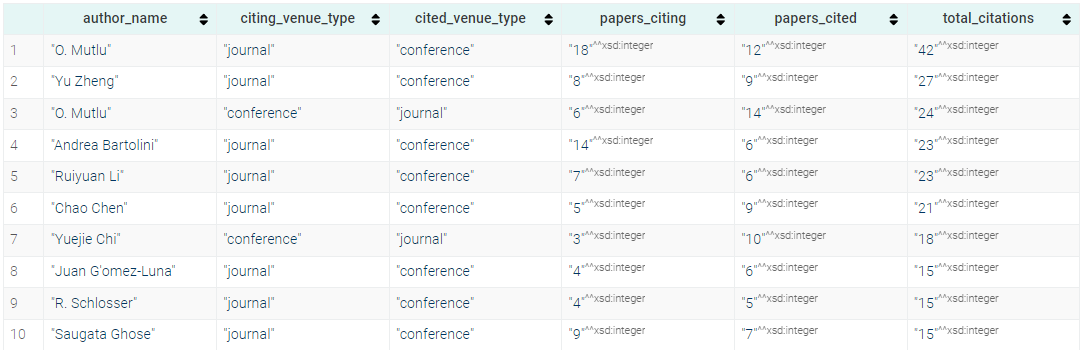 author_name citing_venue_type cited_venue_type papers_citing papers_cited total_citations
1 "O. Mutlu" "journal" "conference" "18"^^xsd:integer "12"^^xsd:integer "42"^^xsd:integer
2 "Yu Zheng" "journal" "conference" "8"^^xsd:integer "9"^^xsd:integer "27"^^xsd:integer
3 "O. Mutlu" "conference" "journal" "6"^^xsd:integer "14"^^xsd:integer "24"^^xsd:integer
4 "Andrea Bartolini" "journal" "conference" "14"^^xsd:integer "6"^^xsd:integer "23"^^xsd:integer
5 "Ruiyuan Li" "journal" "conference" "7"^^xsd:integer "6"^^xsd:integer "23"^^xsd:integer
6 "Chao Chen" "journal" "conference" "5"^^xsd:integer "9"^^xsd:integer "21"^^xsd:integer
7 "Yuejie Chi" "conference" "journal" "3"^^xsd:integer "10"^^xsd:integer "18"^^xsd:integer
8 "Juan G'omez-Luna" "journal" "conference" "4"^^xsd:integer "6"^^xsd:integer "15"^^xsd:integer
9 "R. Schlosser" "journal" "conference" "4"^^xsd:integer "5"^^xsd:integer "15"^^xsd:integer
10 "Saugata Ghose" "journal" "conference" "9"^^xsd:integer "7"^^xsd:integer "15"^^xsd:integer